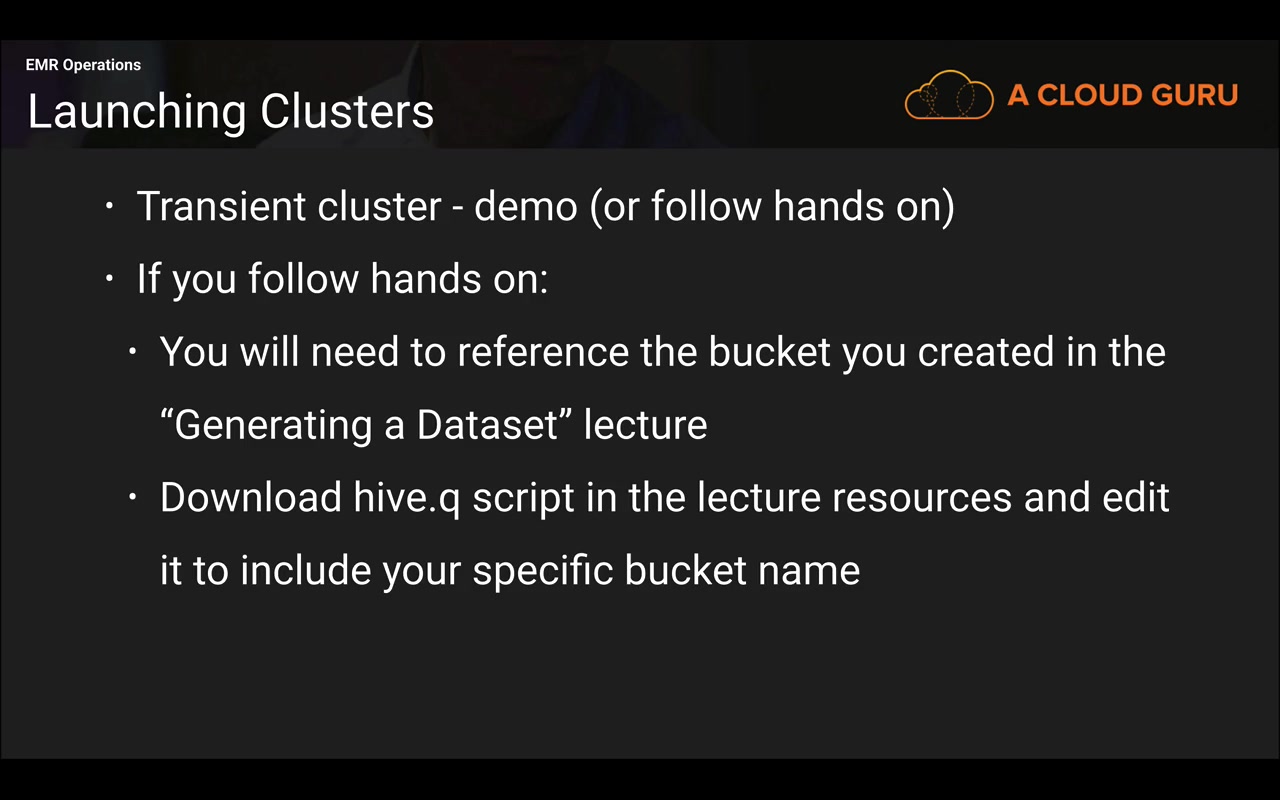 EMR Operations
Launching Clusters
A CLOUD GURU
• Transient cluster - demo (or follow hands on)
• If you follow hands on:
• You will need to reference the bucket you created in the
“Generating a Dataset” lecture
• Download hive.q script in the lecture resources and edit
it to include your specific bucket name